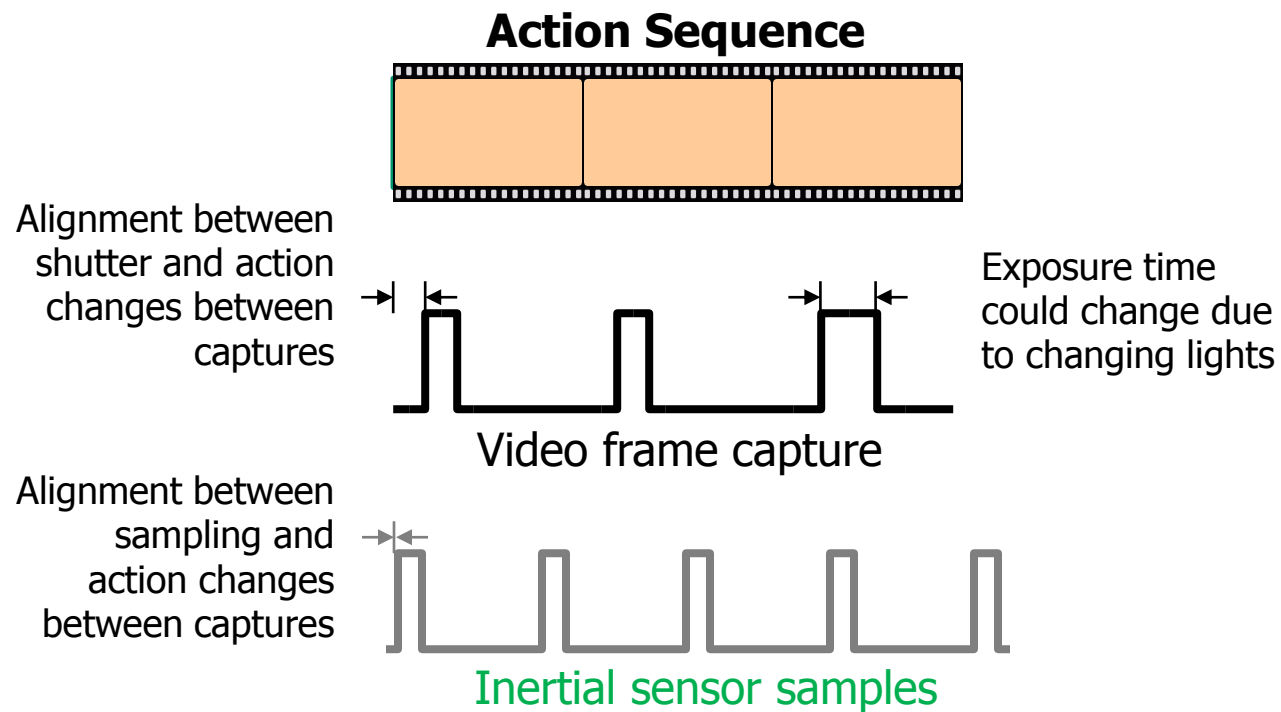 Action Sequence
Alignment between
shutter and action
changes between
captures
Exposure time
could change due
to changing lights
Video frame capture
Alignment between
sampling and
action changes
between captures
Inertial sensor samples